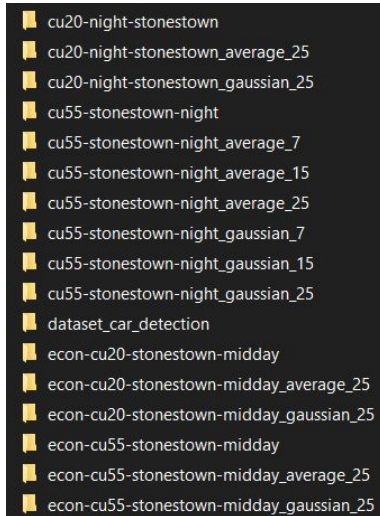 cu20-night-stonestown
cu20-night-stonestown_average_25
cu20-night-stonestown_gaussian_25
cu55-stonestown-night
cu55-stonestown-night_average_7
cu55-stonestown-night_average_15
cu55-stonestown-night_average_25
cu55-stonestown-night_gaussian_7
cu55-stonestown-night_gaussian_15
cu55-stonestown-night_gaussian_25
dataset_car_detection
econ-cu20-stonestown-midday
econ-cu20-stonestown-midday_average_25
econ-cu20-stonestown-midday_gaussian_25
econ-cu55-stonestown-midday
econ-cu55-stonestown-midday_average_25
econ-cu55-stonestown-midday_gaussian_25